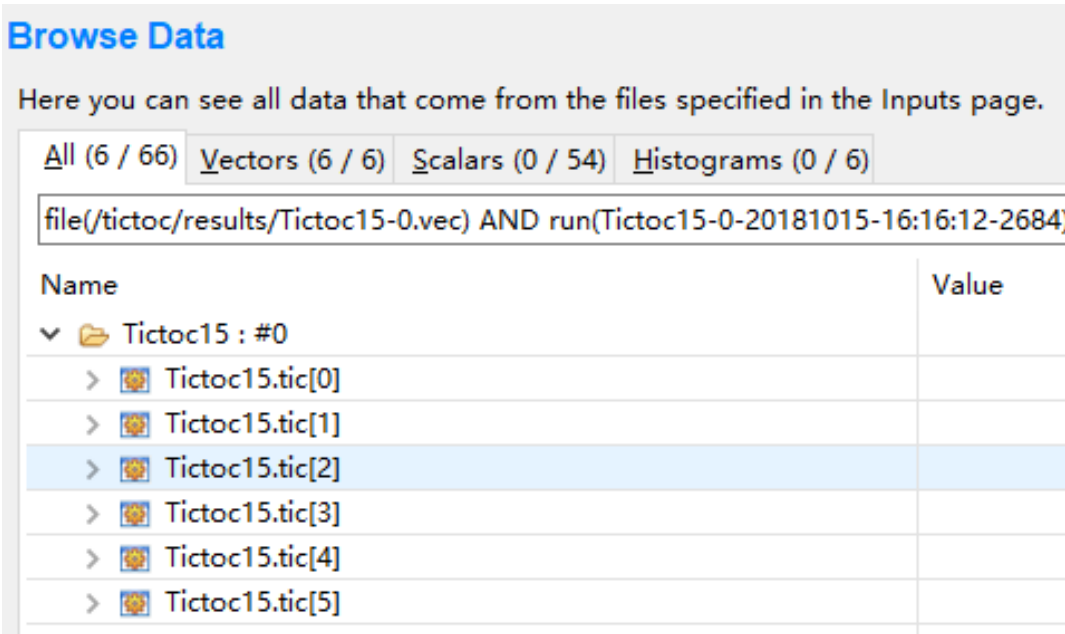 Browse Data
Here you can see all data that come from the files specified in the Inputs page.
All (6 / 66) Vectors (6 / 6) Scalars (0 / 54) Histograms (0 / 6)
file(/tictoc/results/Tictoc15-0.vec) AND run(Tictoc15-0-20181015-16:16:12-2684)
Name Value
Tictoc15 : #0
Tictoc15.tic[0]
Tictoc15.tic[1]
Tictoc15.tic[2]
Tictoc15.tic[3]
Tictoc15.tic[4]
Tictoc15.tic[5]